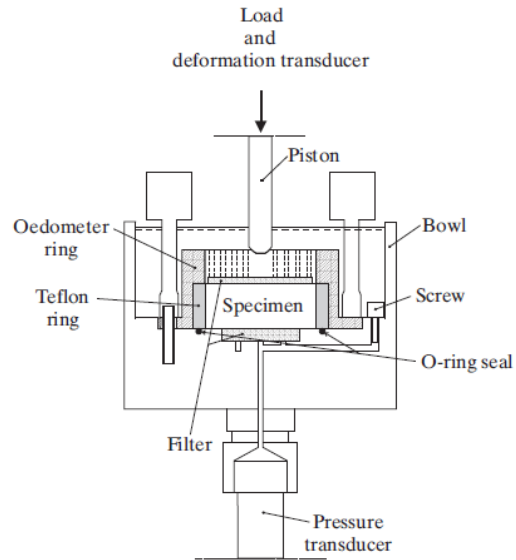 Load
and
deformation transducer
Piston
Oedometer
ring
Bowl
Teflon
ring
Specimen
Screw
O-ring seal
Filter
Pressure
transducer